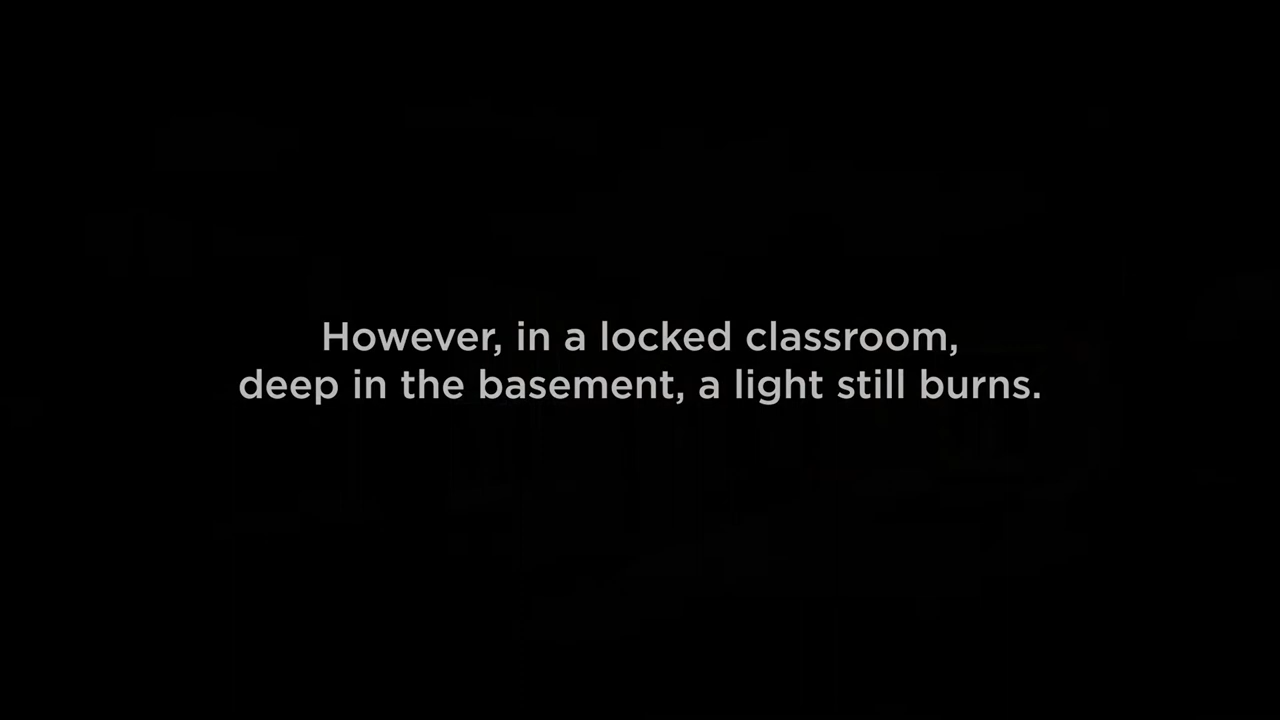 However, in a locked classroom,
deep in the basement, a light still burns.